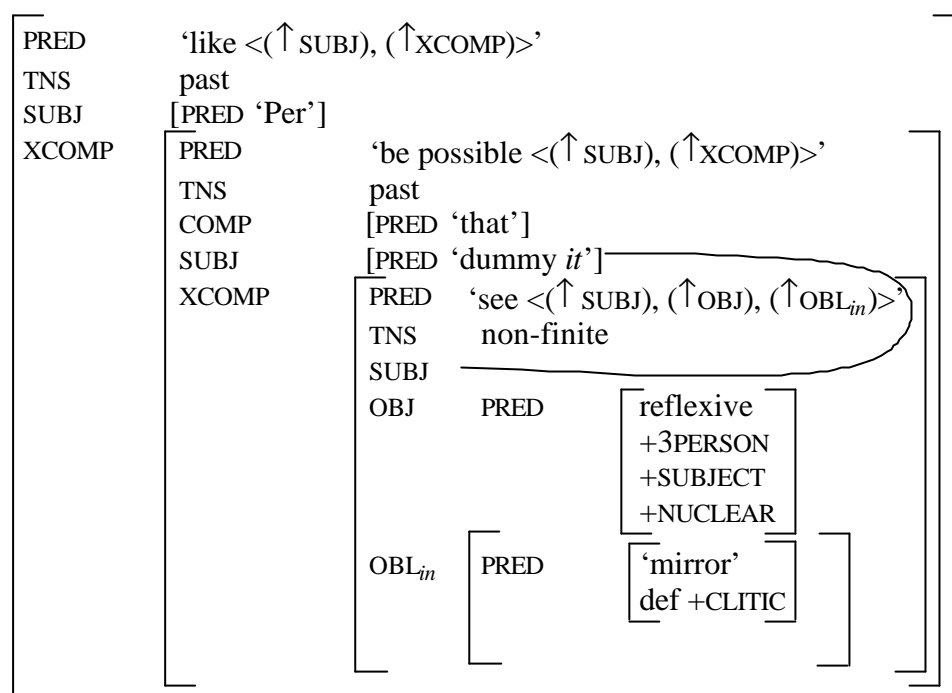 PRED ‘like <(↑ SUBJ), (↑XCOMP)>’
TNS past
SUBJ [PRED ‘Per’]
XCOMP PRED ‘be possible <(↑ SUBJ), (↑XCOMP)>’
TNS past
COMP [PRED ‘that’]
SUBJ [PRED ‘dummy it’]
XCOMP PRED ‘see <(↑ SUBJ), (↑OBJ), (↑OBLin)>’
TNS non-finite
SUBJ
OBJ PRED reflexive
+3PERSON
+SUBJECT
+NUCLEAR
OBLin PRED ‘mirror’
def +CLITIC